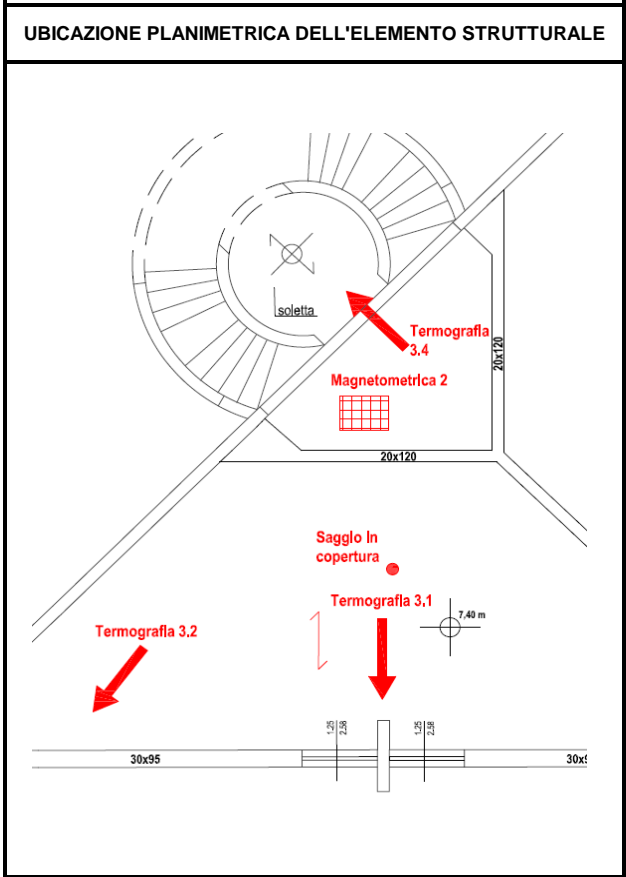 UBICAZIONE PLANIMETRICA DELL'ELEMENTO STRUTTURALE
soletta
Termografia
3.4
20x120
Magnetometrica 2
20x120
Saggio In
copertura
Termografia 3,1
7,40 m
Termografia 3.2
1.25
2.58
1.25
2.58
30x95
30x9